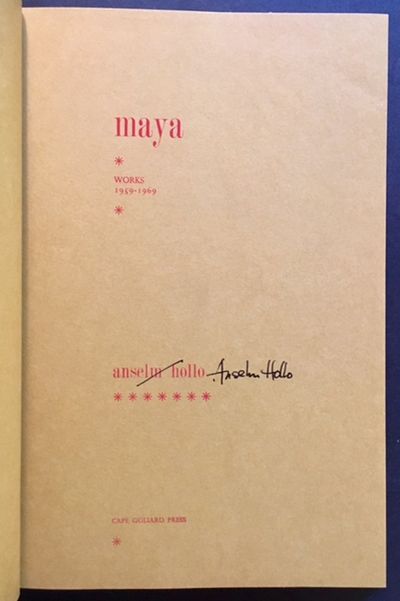 maya
*
WORKS
1959-1969
*
anselm hollo Anselm Hollo
* * * * * * *
CAPE GOLIARD PRESS
*